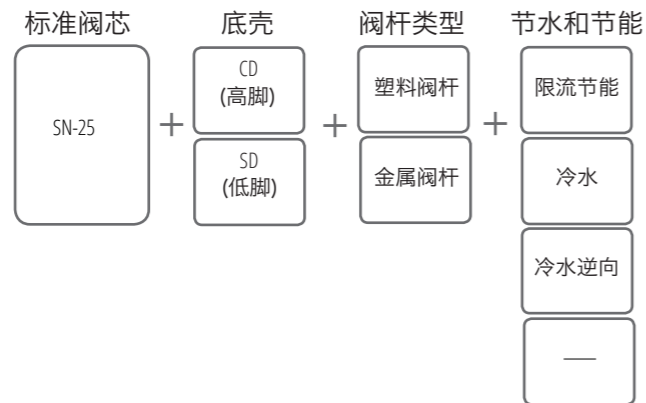 标准阀芯
底壳
阀杆类型
节水和节能
SN-25
+
CD
(高脚)
SD
(低脚)
+
塑料阀杆
金属阀杆
+
限流节能
冷水
冷水逆向
—